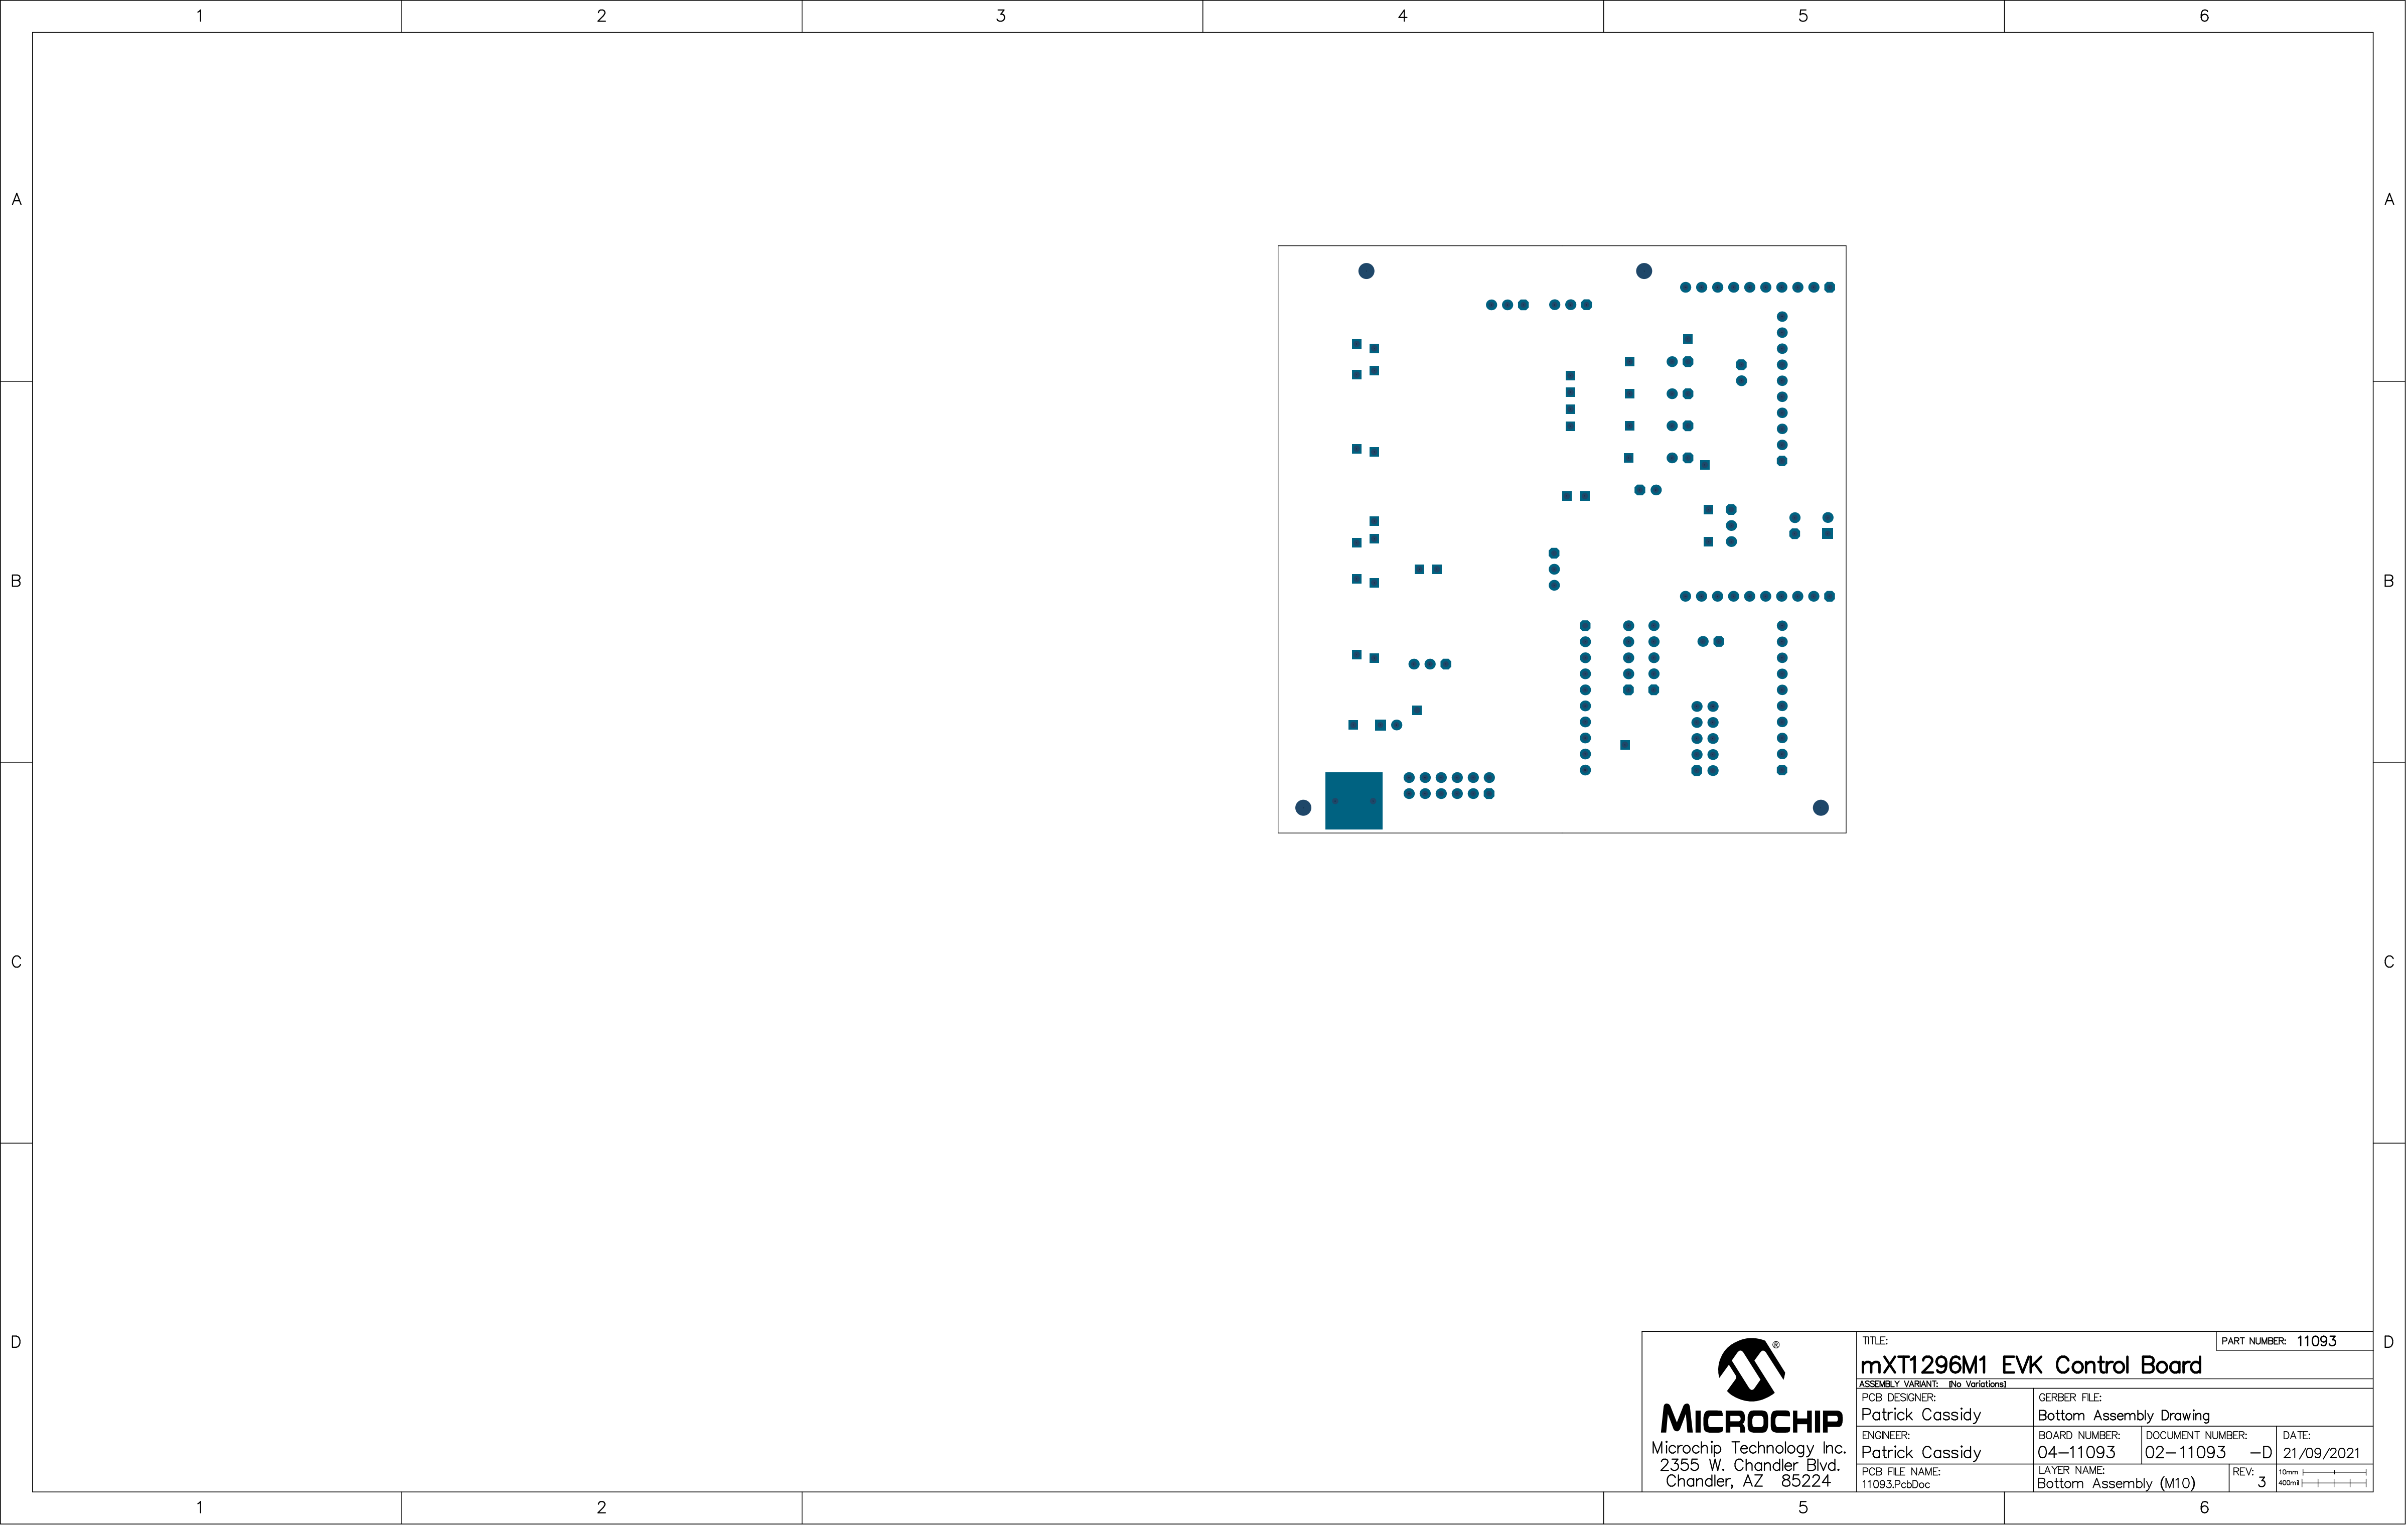 1 2 3 4 5 6
A A
B B
C C
D D
®
MICROCHIP
Microchip Technology Inc.
2355 W. Chandler Blvd.
Chandler, AZ 85224
TITLE:
PART NUMBER: 11093
mXT1296M1 EVK Control Board
ASSEMBLY VARIANT: [No Variations]
PCB DESIGNER:
Patrick Cassidy
GERBER FILE:
Bottom Assembly Drawing
ENGINEER:
Patrick Cassidy
BOARD NUMBER:
04-11093
DOCUMENT NUMBER:
02-11093 -D
DATE:
21/09/2021
PCB FILE NAME:
11093.PcbDoc
LAYER NAME:
Bottom Assembly (M10)
REV:
3
10mm
400mil
1 2 5 6